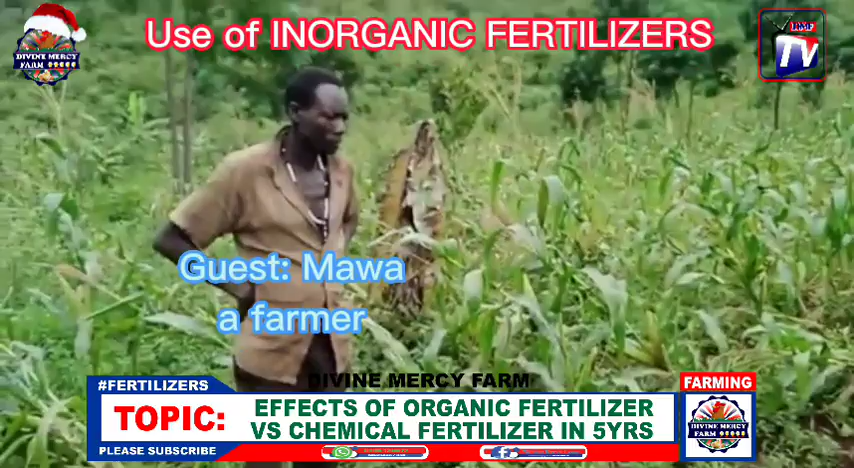 Use of INORGANIC FERTILIZERS
DIVINE MERCY
FARM
TV
Guest: Mawa
a farmer
DIVINE MERCY FARM
#FERTILIZERS
TOPIC:
EFFECTS OF ORGANIC FERTILIZER
VS CHEMICAL FERTILIZER IN 5YRS
PLEASE SUBSCRIBE
FARMING
DIVINE MERCY
FARM